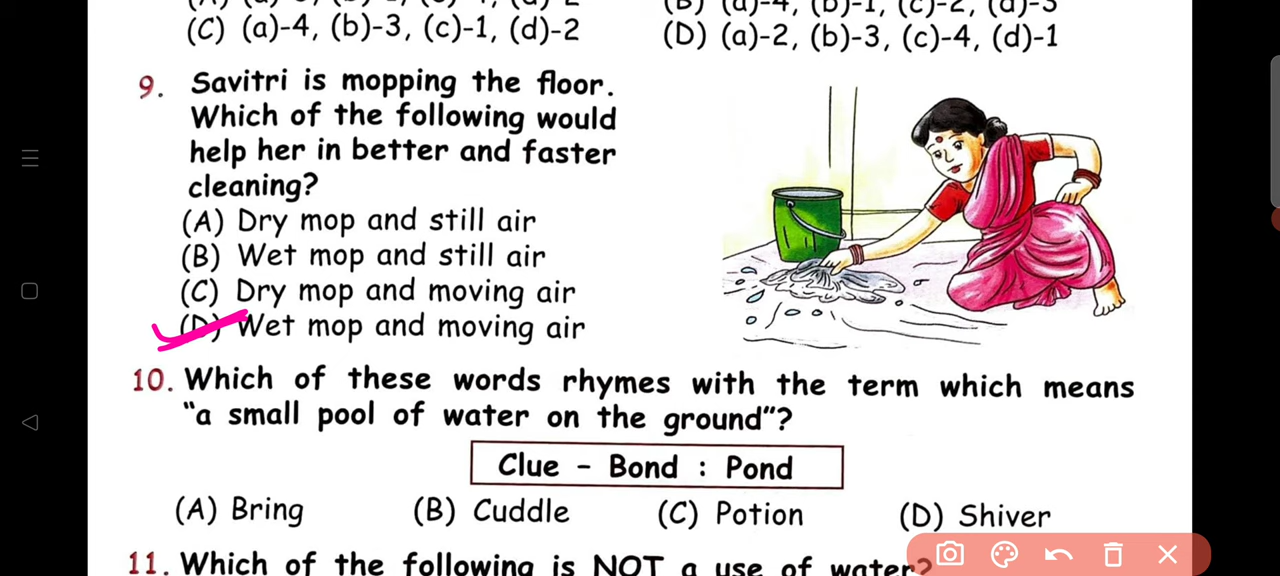 (C) (a)-4, (b)-3, (c)-1, (d)-2
(D) (a)-2, (b)-3, (c)-4, (d)-1
9. Savitri is mopping the floor.
Which of the following would
help her in better and faster
cleaning?
(A) Dry mop and still air
(B) Wet mop and still air
(C) Dry mop and moving air
(D) Wet mop and moving air
10. Which of these words rhymes with the term which means
"a small pool of water on the ground"?
Clue - Bond : Pond
(A) Bring (B) Cuddle (C) Potion (D) Shiver
11. Which of the following is NOT a use of water?